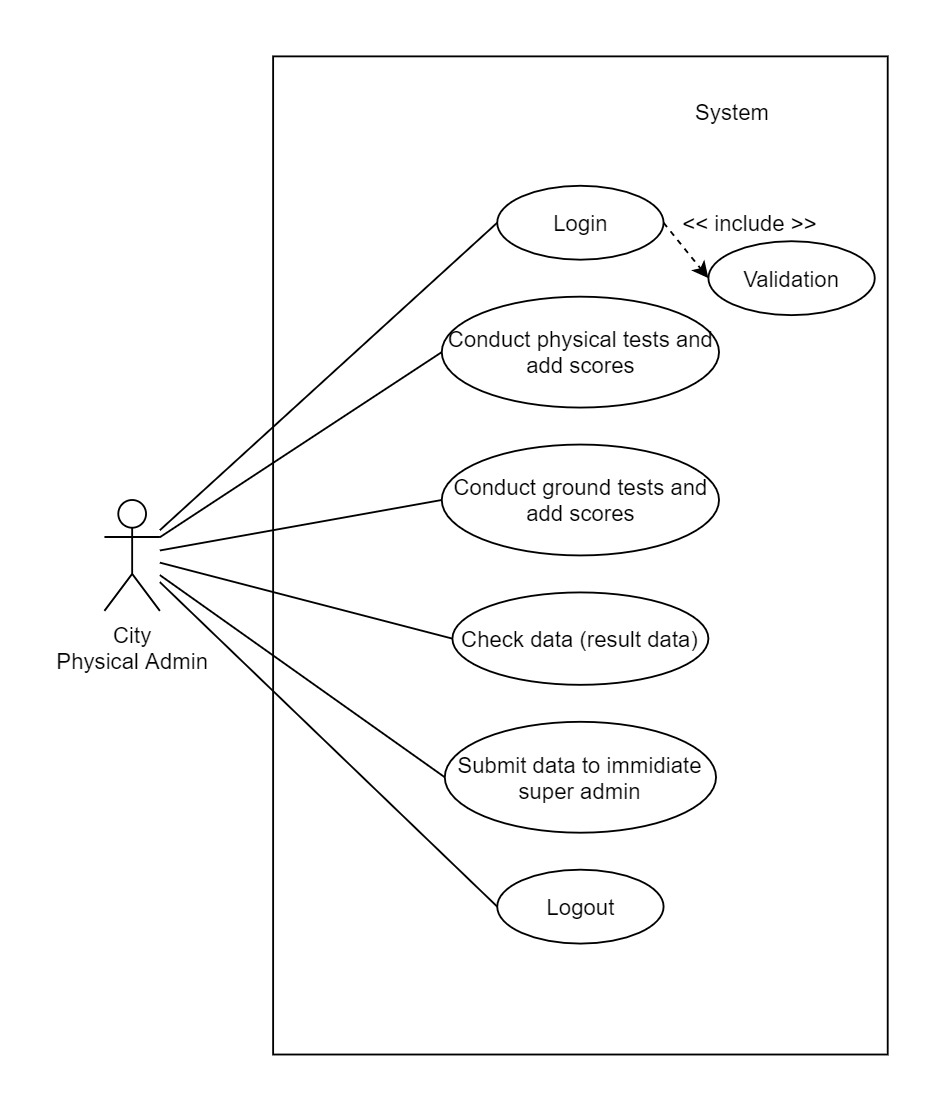 System
Login
<< include >>
Validation
Conduct physical tests and
add scores
Conduct ground tests and
add scores
City
Physical Admin
Check data (result data)
Submit data to immidiate
super admin
Logout